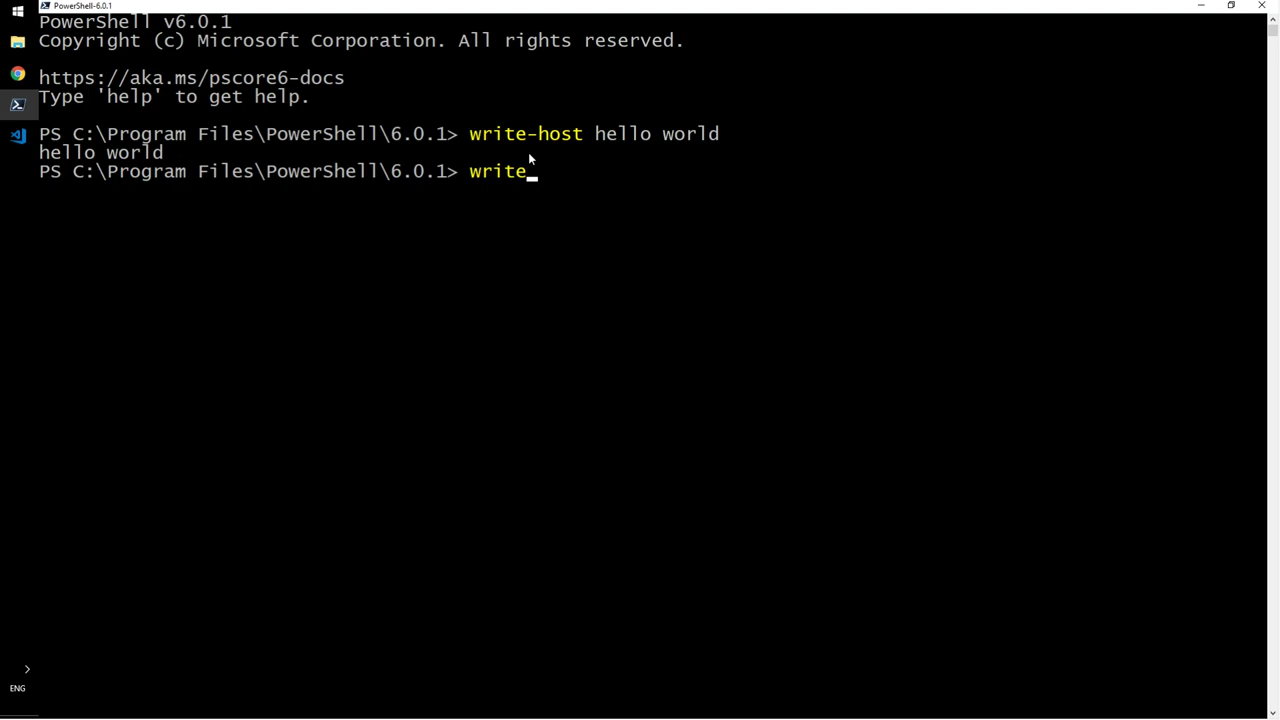 PowerShell-6.0.1
PowerShell v6.0.1
Copyright (c) Microsoft Corporation. All rights reserved.
https://aka.ms/pscore6-docs
Type 'help' to get help.
PS C:\Program Files\PowerShell\6.0.1> write-host hello world
hello world
PS C:\Program Files\PowerShell\6.0.1> write
ENG